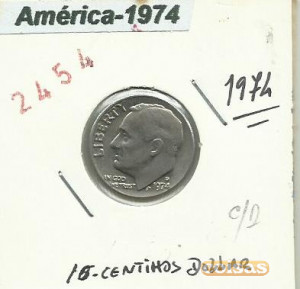 América-1974
2454
1974
LIBERTY
IN GOD
WE TRUST
D
1974
C/D
10-CENTIMOS DOLLAR